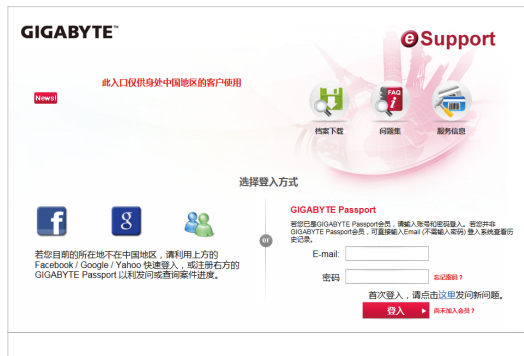 GIGABYTE™
eSupport
此入口仅供身处中国地区的客户使用
News!
FAQ
档案下载 问题集 服务信息
选择登入方式
GIGABYTE Passport
若您已是GIGABYTE Passport会员，请输入账号和密码登入。若您并非
GIGABYTE Passport会员，可直接输入Email (不需输入密码) 登入系统查看历
史记录。
or
若您目前的所在地不在中国地区，请利用上方的
Facebook / Google / Yahoo 快速登入，或注册右方的
GIGABYTE Passport 以利发问或查询案件进度。
E-mail:
密码 忘记密码？
首次登入，请点击这里发问新问题。
登入 尚未加入会员？